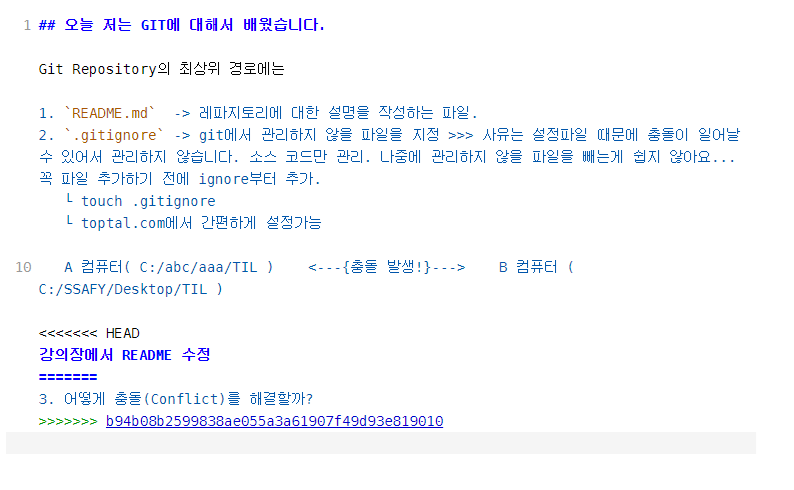 1 ## 오늘 저는 GIT에 대해서 배웠습니다.
Git Repository의 최상위 경로에는
1. `README.md`  -> 레파지토리에 대한 설명을 작성하는 파일.
2. `.gitignore` -> git에서 관리하지 않을 파일을 지정 >>> 사유는 설정파일 때문에 충돌이 일어날
수 있어서 관리하지 않습니다. 소스 코드만 관리. 나중에 관리하지 않을 파일을 빼는게 쉽지 않아요...
꼭 파일 추가하기 전에 ignore부터 추가.
└ touch .gitignore
└ toptal.com에서 간편하게 설정가능
10 A 컴퓨터( C:/abc/aaa/TIL )    <---{충돌 발생!}--->    B 컴퓨터 (
C:/SSAFY/Desktop/TIL )
<<<<<<< HEAD
강의장에서 README 수정
=======
3. 어떻게 충돌(Conflict)를 해결할까?
>>>>>>> b94b08b2599838ae055a3a61907f49d93e819010